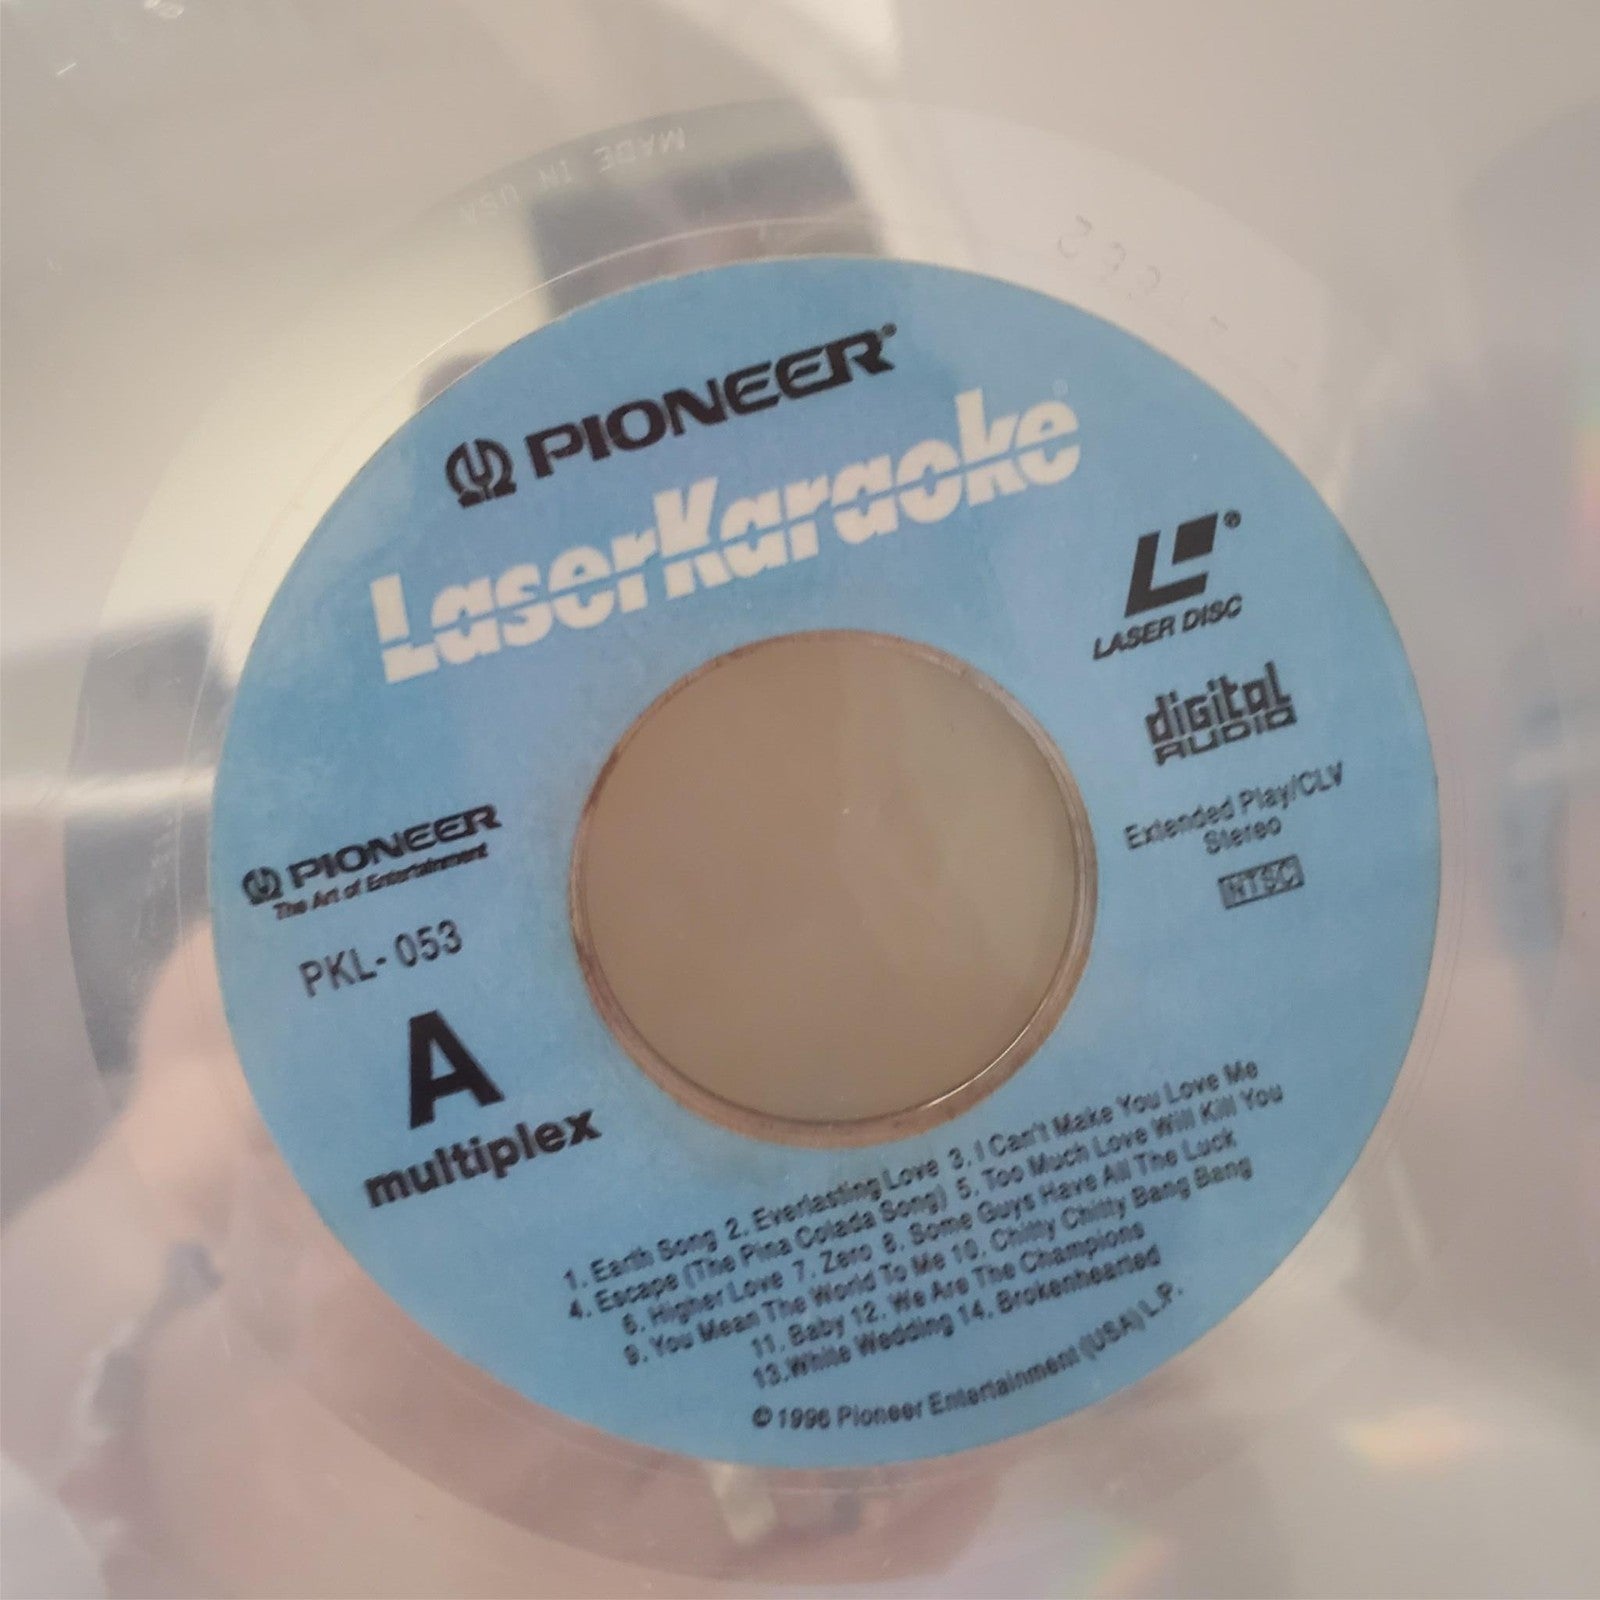 MADE IN USA
PIONEER®
LaserKaraoke®
®
LASER DISC
digital
AUDIO
Extended Play/CLV
Stereo
NTSC
PIONEER
The Art of Entertainment
PKL-053
A
multiplex
1. Earth Song 2. Everlasting Love 3. I Can't Make You Love Me
4. Escape (The Pina Colada Song) 5. Too Much Love Will Kill You
6. Higher Love 7. Zero 8. Some Guys Have All The Luck
9. You Mean The World To Me 10. Chitty Chitty Bang Bang
11. Baby 12. We Are The Champions
13. White Wedding 14. Brokenhearted
© 1996 Pioneer Entertainment (USA) L.P.